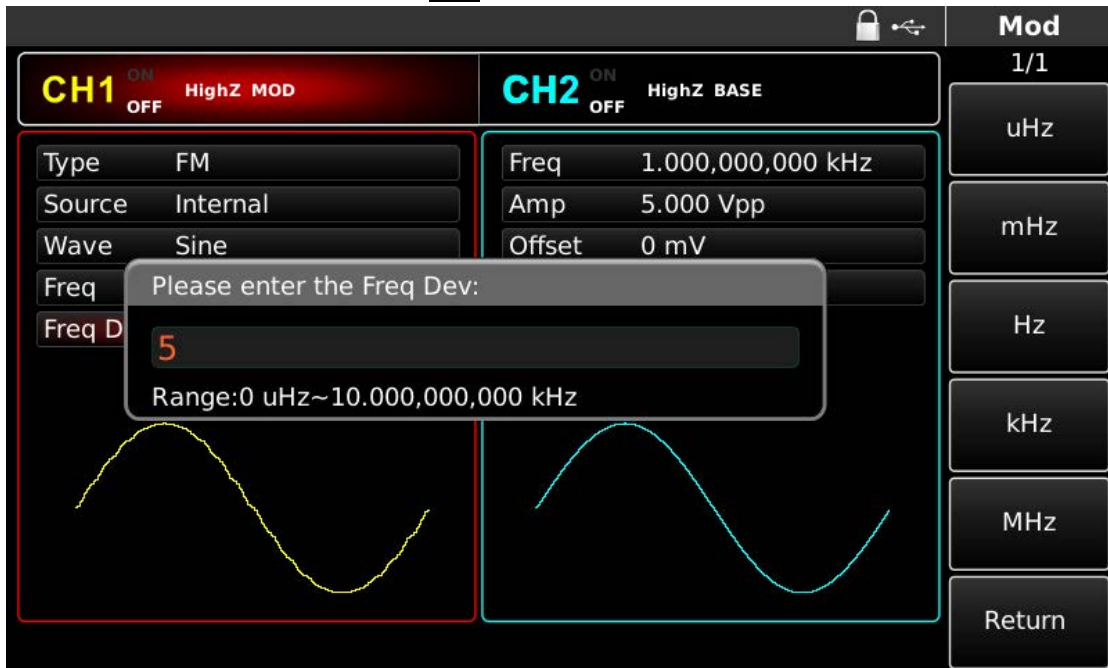 Mod
1/1
CH1 ON OFF HighZ MOD
CH2 ON OFF HighZ BASE
Type FM
Source Internal
Wave Sine
Freq
Freq D
Freq 1.000,000,000 kHz
Amp 5.000 Vpp
Offset 0 mV
Please enter the Freq Dev:
5
Range:0 uHz~10.000,000,000 kHz
uHz
mHz
Hz
kHz
MHz
Return